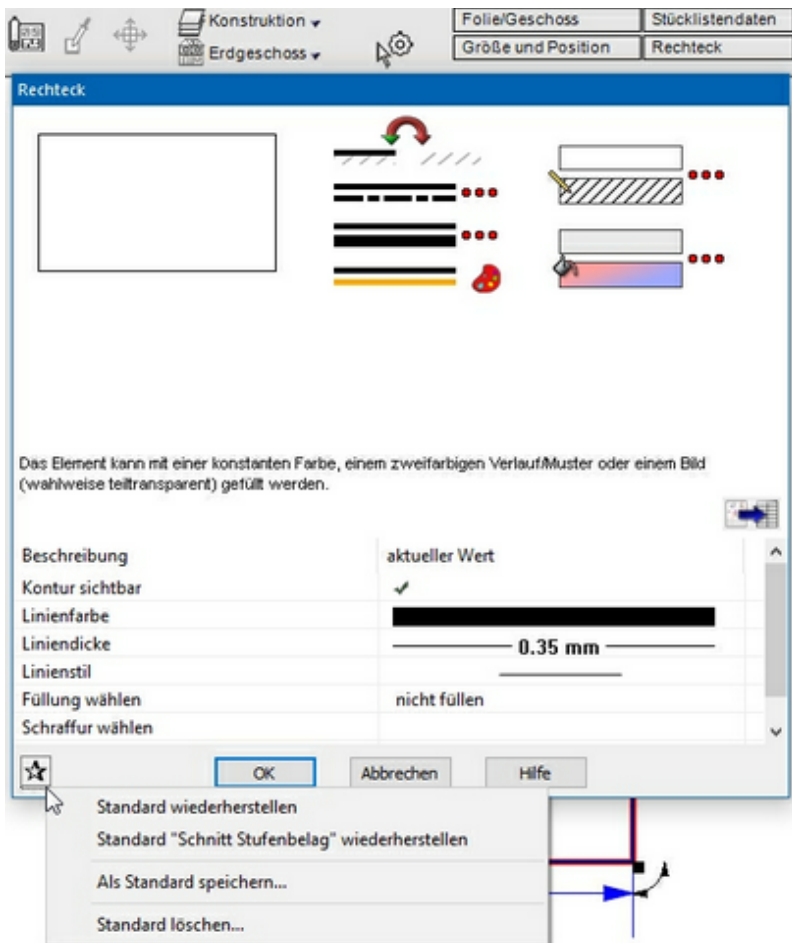 Konstruktion
Folie/Geschoss
Stücklistendaten
Erdgeschoss
Größe und Position
Rechteck
Rechteck
Das Element kann mit einer konstanten Farbe, einem zweifarbigen Verlauf/Muster oder einem Bild
(wahlweise teiltransparent) gefüllt werden.
Beschreibung aktueller Wert
Kontur sichtbar
Linienfarbe
Liniendicke 0.35 mm
Linienstil
Füllung wählen nicht füllen
Schraffur wählen
OK Abbrechen Hilfe
Standard wiederherstellen
Standard "Schnitt Stufenbelag" wiederherstellen
Als Standard speichern...
Standard löschen...